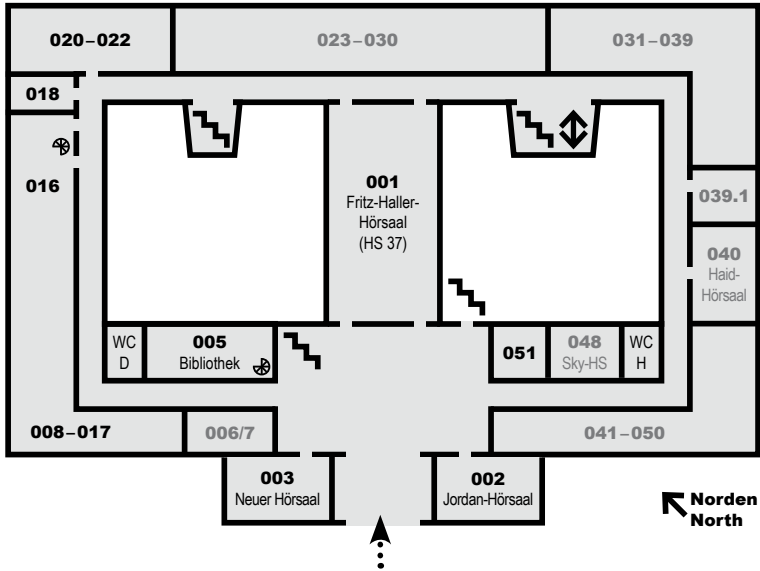 020–022
023–030
031–039
018
016
001
Fritz-Haller-
Hörsaal
(HS 37)
039.1
040
Haid-
Hörsaal
WC
D
005
Bibliothek
051
048
Sky-HS
WC
H
008–017
006/7
041–050
003
Neuer Hörsaal
002
Jordan-Hörsaal
Norden
North